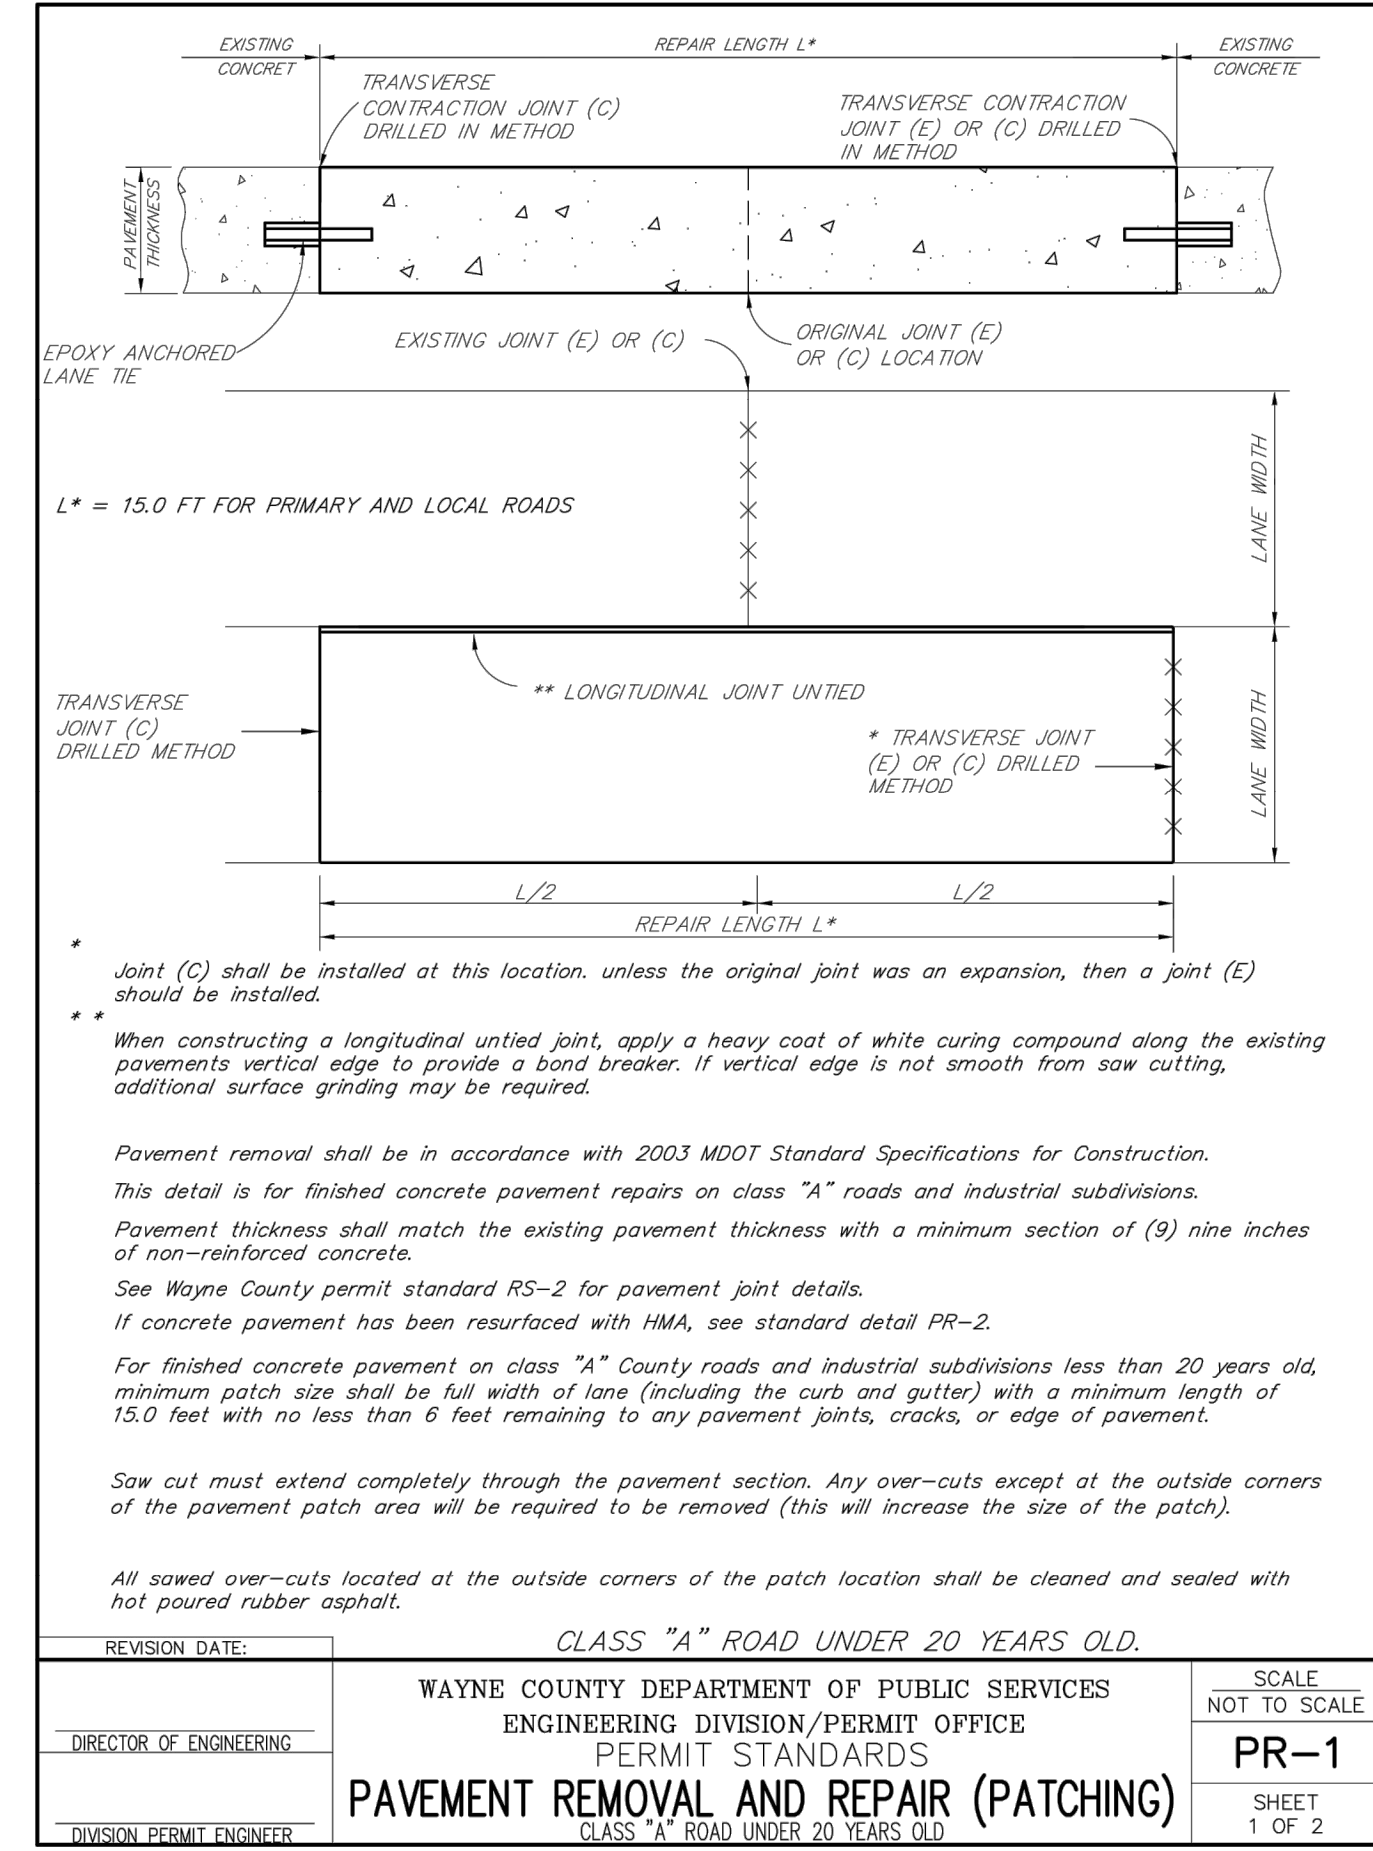 EXISTING
CONCRET
REPAIR LENGTH L*
EXISTING
CONCRETE
TRANSVERSE
CONTRACTION JOINT (C)
DRILLED IN METHOD
TRANSVERSE CONTRACTION
JOINT (E) OR (C) DRILLED
IN METHOD
PAVEMENT
THICKNESS
EPOXY ANCHORED
LANE TIE
EXISTING JOINT (E) OR (C)
ORIGINAL JOINT (E)
OR (C) LOCATION
L* = 15.0 FT FOR PRIMARY AND LOCAL ROADS
LANE WIDTH
** LONGITUDINAL JOINT UNTIED
TRANSVERSE
JOINT (C)
DRILLED METHOD
* TRANSVERSE JOINT
(E) OR (C) DRILLED
METHOD
LANE WIDTH
L/2
L/2
REPAIR LENGTH L*
*
Joint (C) shall be installed at this location. unless the original joint was an expansion, then a joint (E)
should be installed.
* *
When constructing a longitudinal untied joint, apply a heavy coat of white curing compound along the existing
pavements vertical edge to provide a bond breaker. If vertical edge is not smooth from saw cutting,
additional surface grinding may be required.
Pavement removal shall be in accordance with 2003 MDOT Standard Specifications for Construction.
This detail is for finished concrete pavement repairs on class "A" roads and industrial subdivisions.
Pavement thickness shall match the existing pavement thickness with a minimum section of (9) nine inches
of non-reinforced concrete.
See Wayne County permit standard RS-2 for pavement joint details.
If concrete pavement has been resurfaced with HMA, see standard detail PR-2.
For finished concrete pavement on class "A" County roads and industrial subdivisions less than 20 years old,
minimum patch size shall be full width of lane (including the curb and gutter) with a minimum length of
15.0 feet with no less than 6 feet remaining to any pavement joints, cracks, or edge of pavement.
Saw cut must extend completely through the pavement section. Any over-cuts except at the outside corners
of the pavement patch area will be required to be removed (this will increase the size of the patch).
All sawed over-cuts located at the outside corners of the patch location shall be cleaned and sealed with
hot poured rubber asphalt.
REVISION DATE:
CLASS "A" ROAD UNDER 20 YEARS OLD.
DIRECTOR OF ENGINEERING
DIVISION PERMIT ENGINEER
WAYNE COUNTY DEPARTMENT OF PUBLIC SERVICES
ENGINEERING DIVISION/PERMIT OFFICE
PERMIT STANDARDS
PAVEMENT REMOVAL AND REPAIR (PATCHING)
CLASS "A" ROAD UNDER 20 YEARS OLD
SCALE
NOT TO SCALE
PR-1
SHEET
1 OF 2